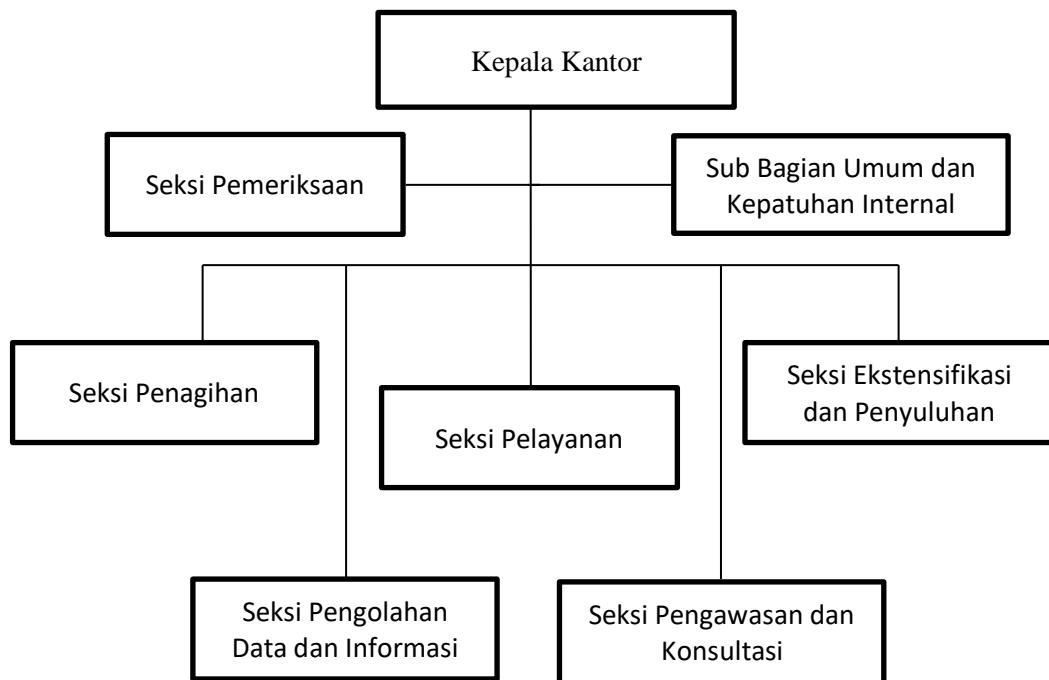 Kepala Kantor
Seksi Pemeriksaan
Sub Bagian Umum dan
Kepatuhan Internal
Seksi Penagihan
Seksi Pelayanan
Seksi Ekstensifikasi
dan Penyuluhan
Seksi Pengolahan
Data dan Informasi
Seksi Pengawasan dan
Konsultasi